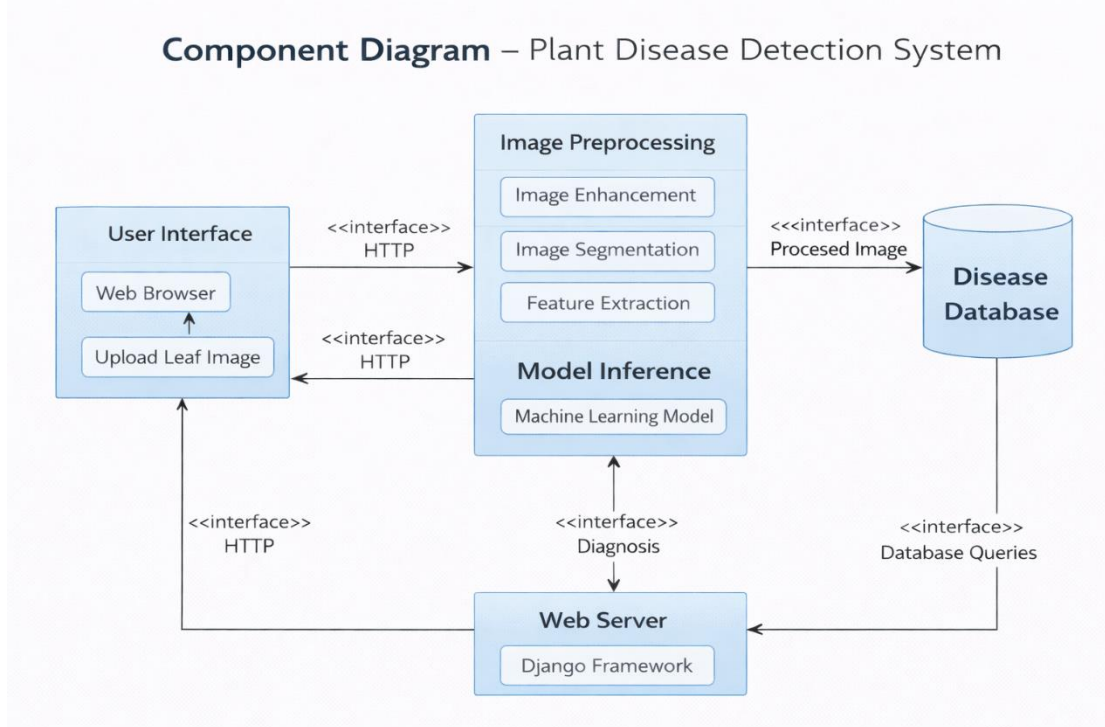 Component Diagram – Plant Disease Detection System
Image Preprocessing
Image Enhancement
Image Segmentation
Feature Extraction
Model Inference
Machine Learning Model
User Interface
Web Browser
Upload Leaf Image
<<interface>>
HTTP
<<interface>>
HTTP
<<<interface>>
Procesed Image
Disease
Database
<<interface>>
HTTP
<<interface>>
Diagnosis
<<interface>>
Database Queries
Web Server
Django Framework